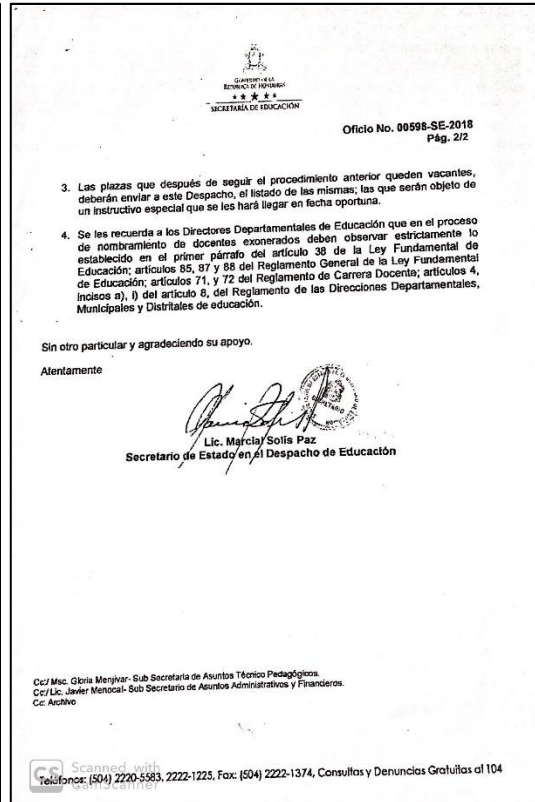 GOBIERNO DE LA
REPÚBLICA DE HONDURAS
SECRETARÍA DE EDUCACIÓN
Oficio No. 00598-SE-2018
Pág. 2/2
3. Las plazas que después de seguir el procedimiento anterior queden vacantes,
deberán enviar a este Despacho, el listado de las mismas; las que serán objeto de
un instructivo especial que se les hará llegar en fecha oportuna.
4. Se les recuerda a los Directores Departamentales de Educación que en el proceso
de nombramiento de docentes exonerados deben observar estrictamente lo
establecido en el primer párrafo del artículo 38 de la Ley Fundamental de
Educación; artículos 85, 87 y 88 del Reglamento General de la Ley Fundamental
de Educación; artículos 71, y 72 del Reglamento de Carrera Docente; artículos 4,
incisos a), i) del artículo 8, del Reglamento de las Direcciones Departamentales,
Municipales y Distritales de educación.
Sin otro particular y agradeciendo su apoyo.
Atentamente
Lic. Marcial Solís Paz
Secretario de Estado en el Despacho de Educación
Cc:/ Msc. Gloria Menjivar- Sub Secretaria de Asuntos Técnico Pedagógicos.
Cc:/ Lic. Javier Menocal- Sub Secretario de Asuntos Administrativos y Financieros.
Cc: Archivo
CS Scanned with
CamScanner
Teléfonos: (504) 2220-5583, 2222-1225, Fax: (504) 2222-1374, Consultas y Denuncias Gratuitas al 104